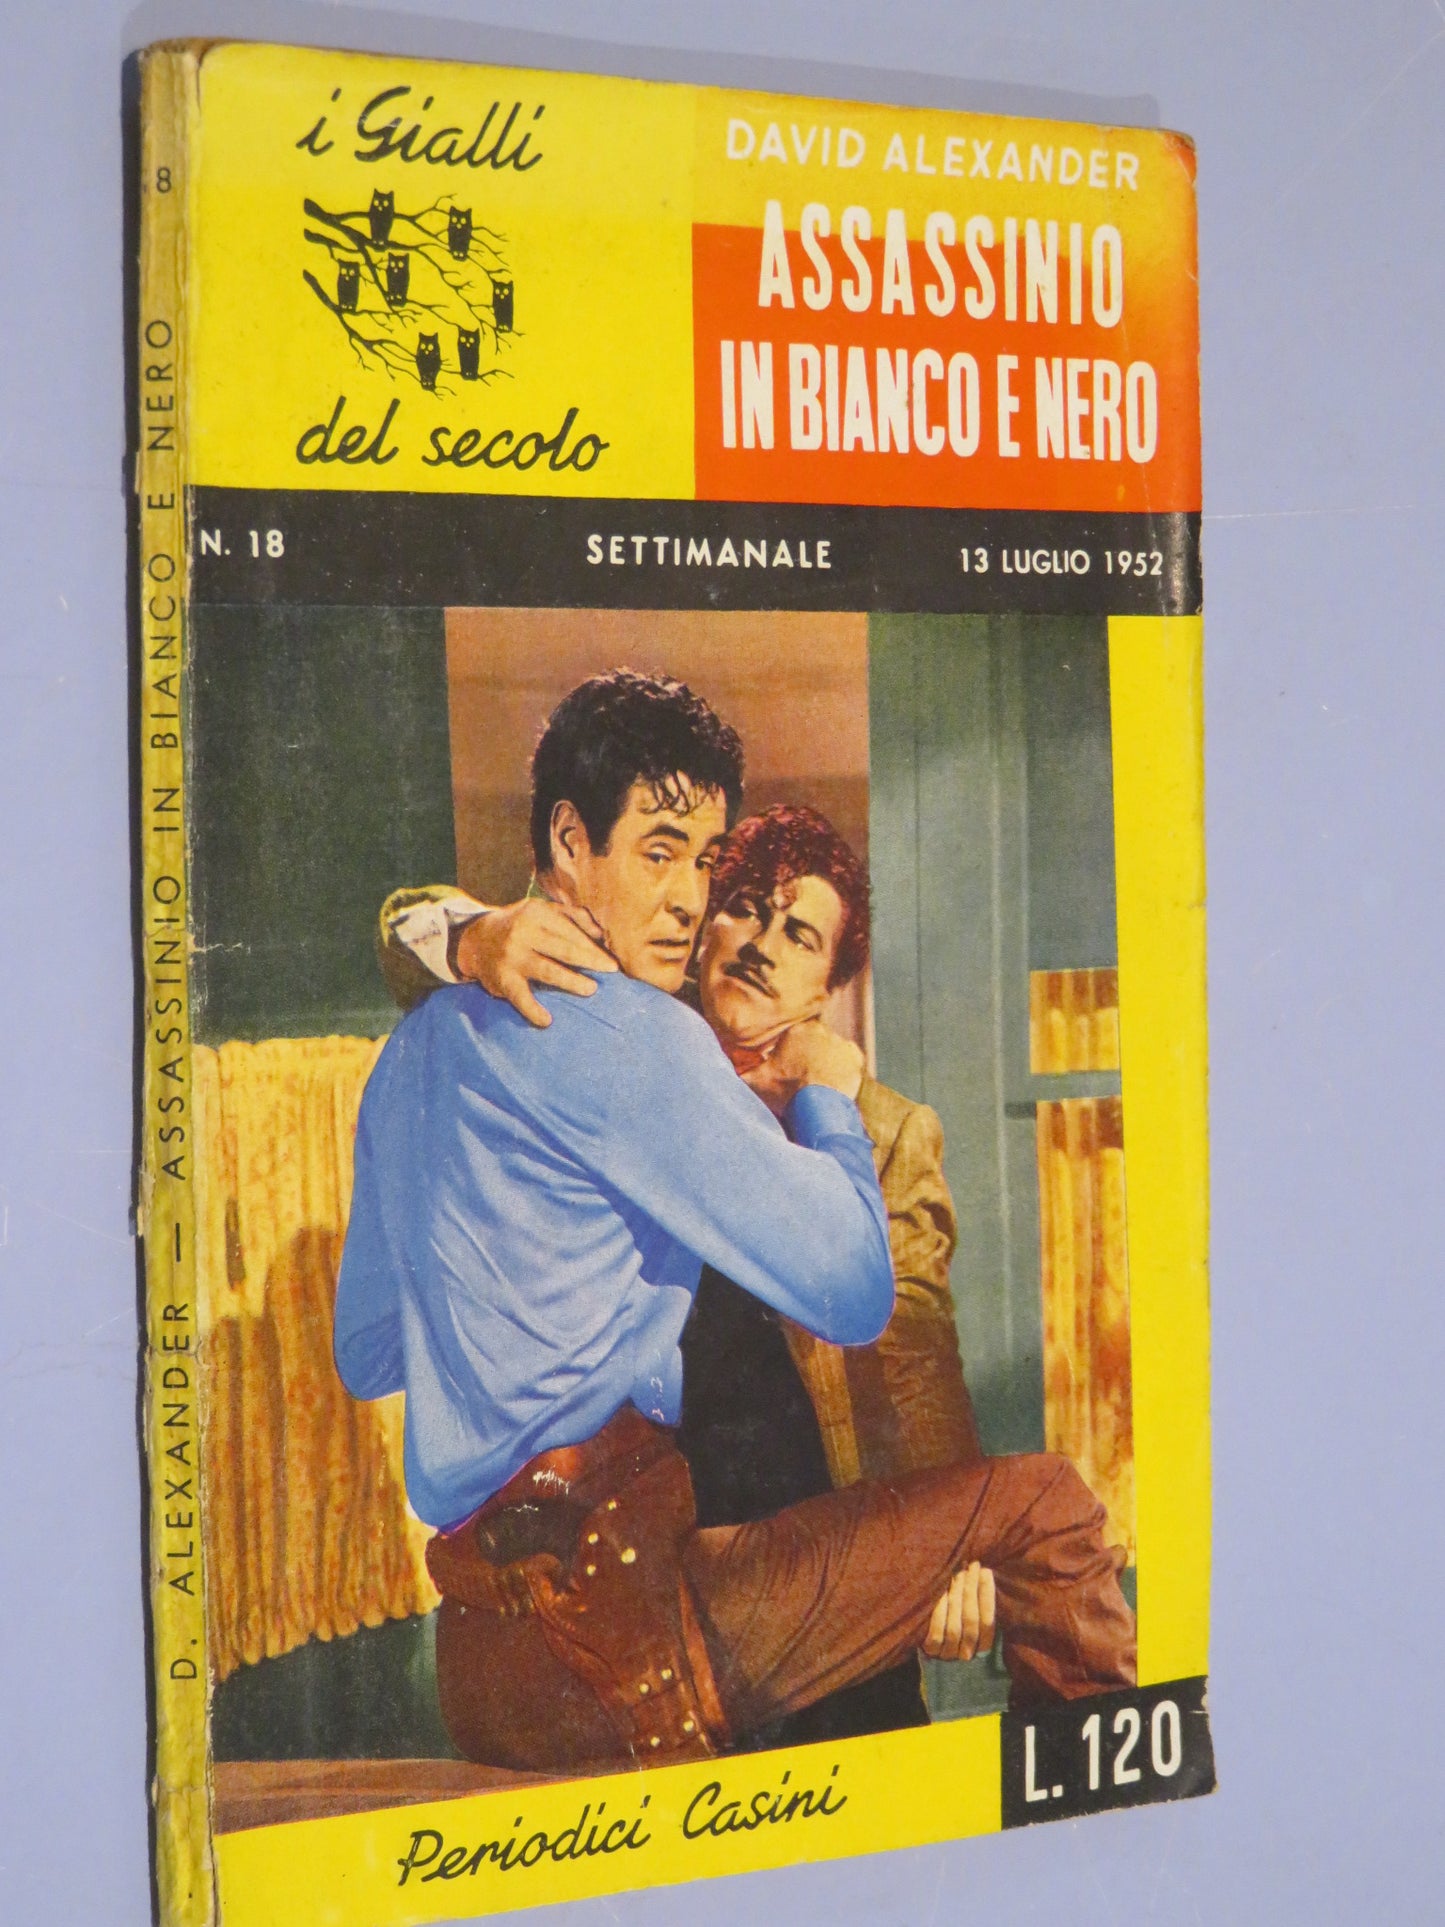 i Gialli
del secolo
DAVID ALEXANDER
ASSASSINIO
IN BIANCO E NERO
N. 18 SETTIMANALE 13 LUGLIO 1952
L. 120
Periodici Casini
D. ALEXANDER — ASSASSINIO IN BIANCO E NERO 8